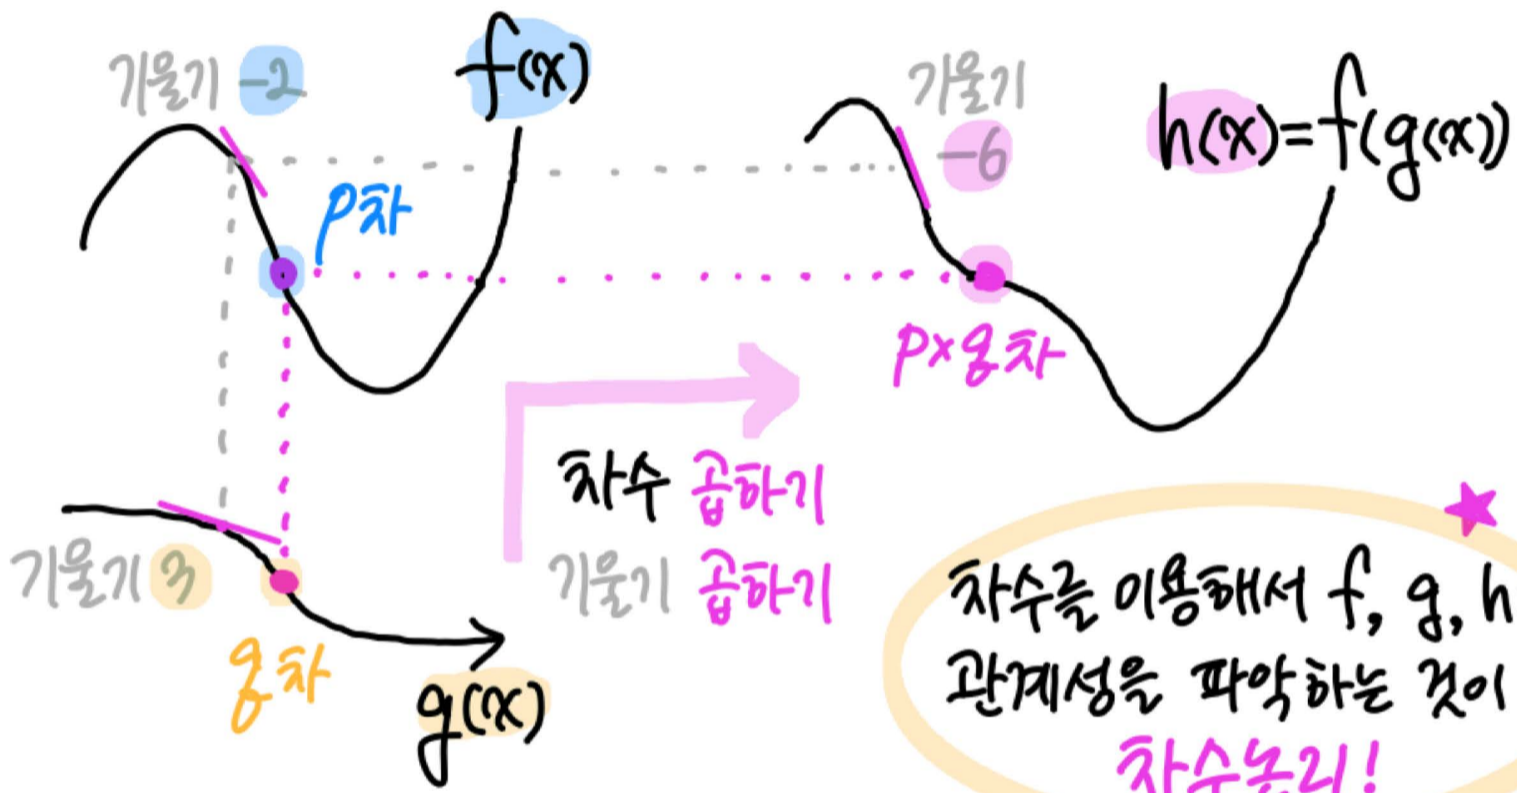 기울기 -2
f(x)
p차
기울기 3
q차
g(x)
차수 곱하기
기울기 곱하기
기울기
-6
h(x)=f(g(x))
p×q차
차수를 이용해서 f, g, h
관계성을 파악하는 것이
차수논리!